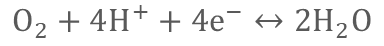 O₂ + 4H⁺ + 4e⁻ ↔ 2H₂O